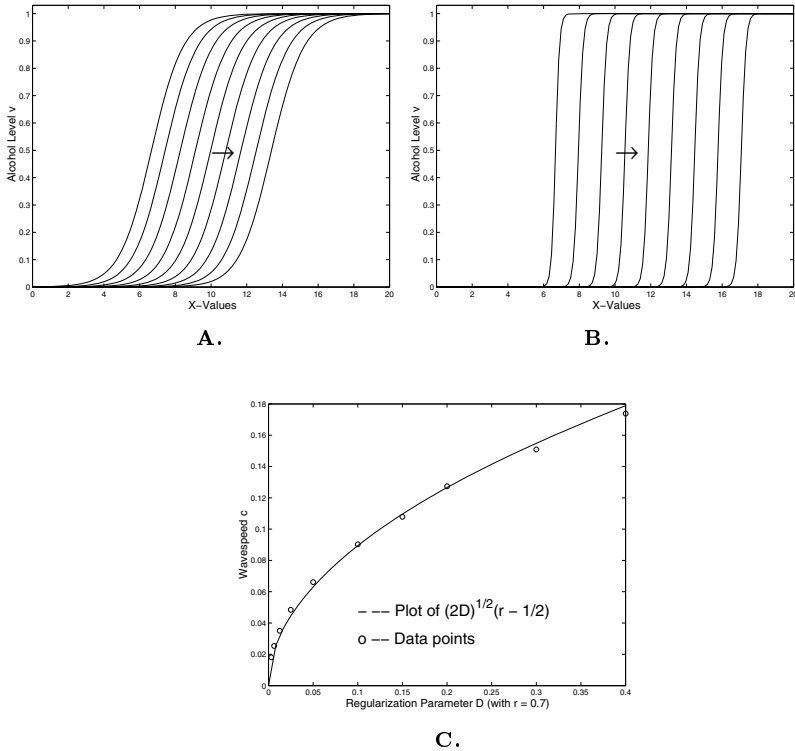 1
0.9
0.8
0.7
0.6
0.5
0.4
0.3
0.2
0.1
0
Alcohol Level v
0 2 4 6 8 10 12 14 16 18 20
X−Values
A.
1
0.9
0.8
0.7
0.6
0.5
0.4
0.3
0.2
0.1
0
Alcohol Level v
0 2 4 6 8 10 12 14 16 18 20
X−Values
B.
0.18
0.16
0.14
0.12
0.1
0.08
0.06
0.04
0.02
0
Wavespeed c
− −− Plot of (2D)^1/2(r − 1/2)
o −− Data points
0 0.05 0.1 0.15 0.2 0.25 0.3 0.35 0.4
Regularization Parameter D (with r = 0.7)
C.